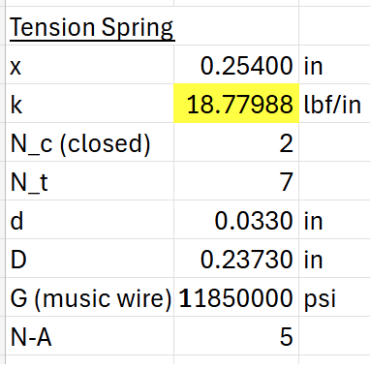 Tension Spring
x 0.25400 in
k 18.77988 lbf/in
N_c (closed) 2
N_t 7
d 0.0330 in
D 0.23730 in
G (music wire) 11850000 psi
N-A 5